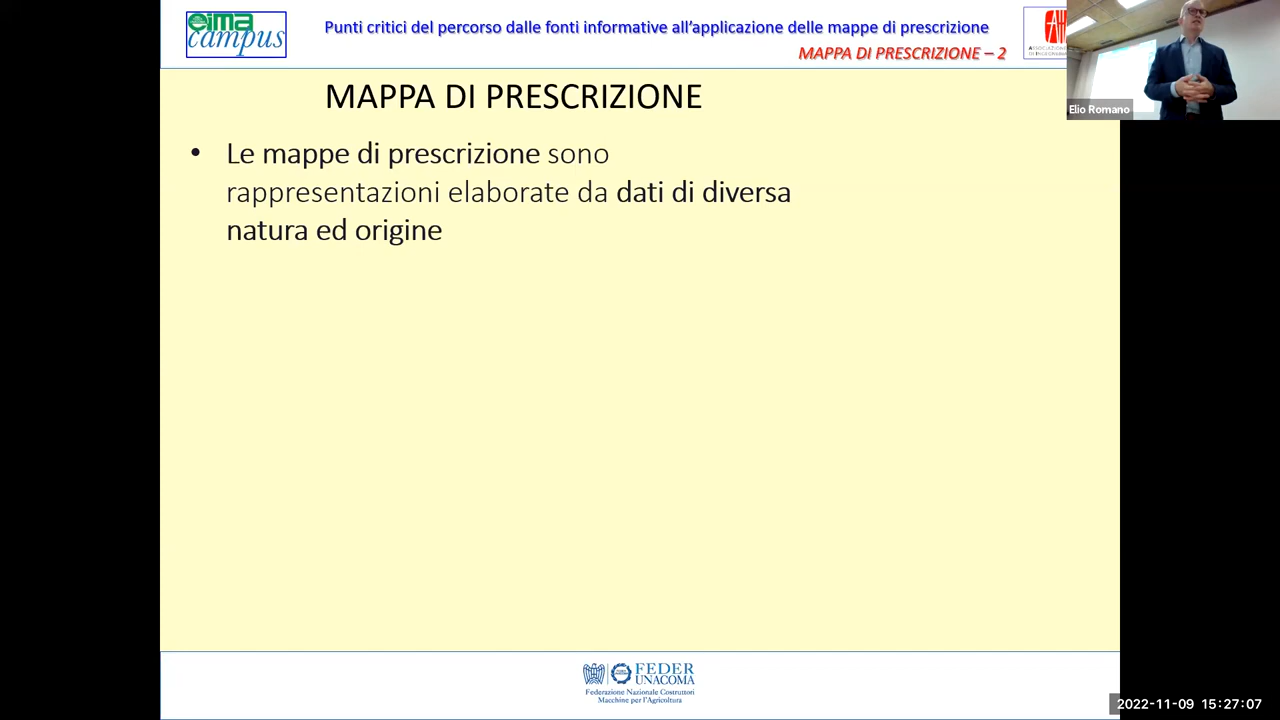 eima
campus
Punti critici del percorso dalle fonti informative all’applicazione delle mappe di prescrizione
MAPPA DI PRESCRIZIONE – 2
Elio Romano
MAPPA DI PRESCRIZIONE
• Le mappe di prescrizione sono
rappresentazioni elaborate da dati di diversa
natura ed origine
FEDER
UNACOMA
Federazione Nazionale Costruttori
Macchine per l'Agricoltura
2022-11-09 15:27:07